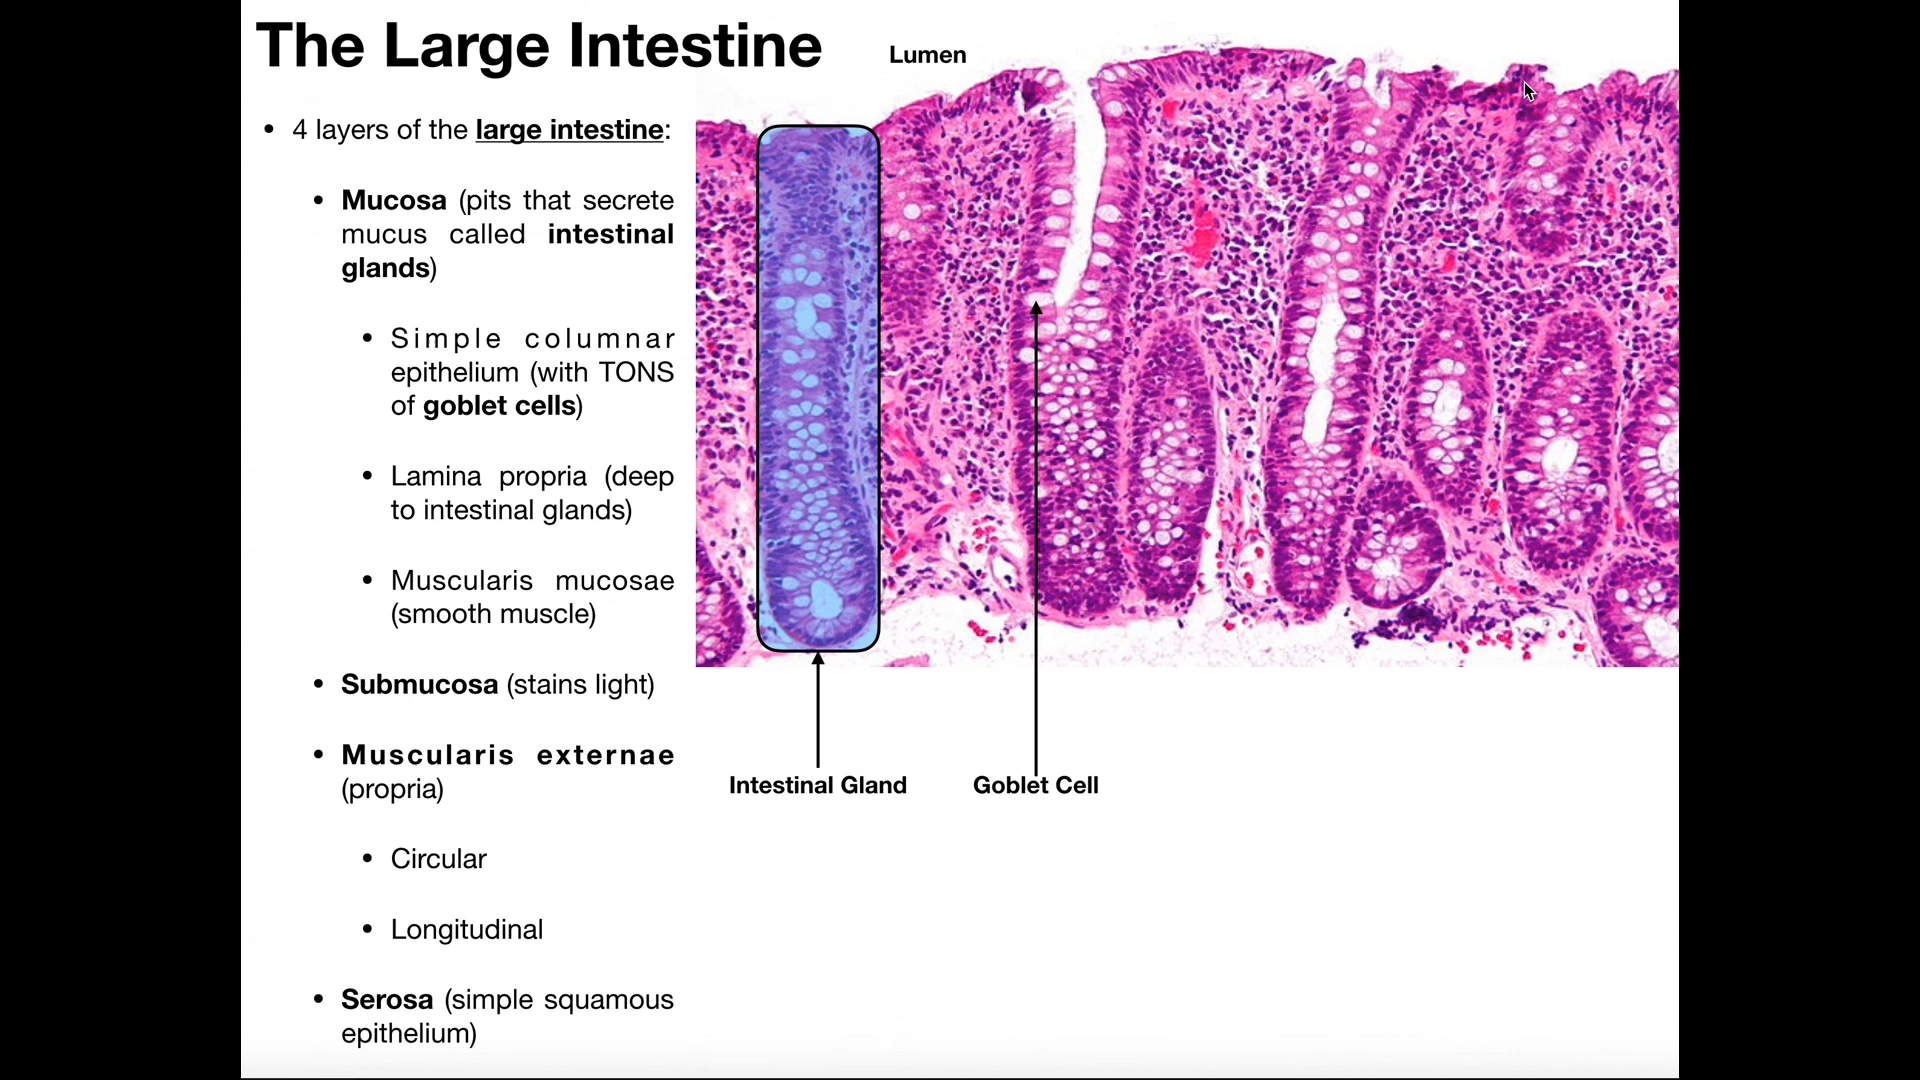 The Large Intestine
Lumen
• 4 layers of the large intestine:
• Mucosa (pits that secrete
mucus called intestinal
glands)
• Simple columnar
epithelium (with TONS
of goblet cells)
• Lamina propria (deep
to intestinal glands)
• Muscularis mucosae
(smooth muscle)
• Submucosa (stains light)
• Muscularis externae
(propria)
• Circular
• Longitudinal
• Serosa (simple squamous
epithelium)
Intestinal Gland
Goblet Cell